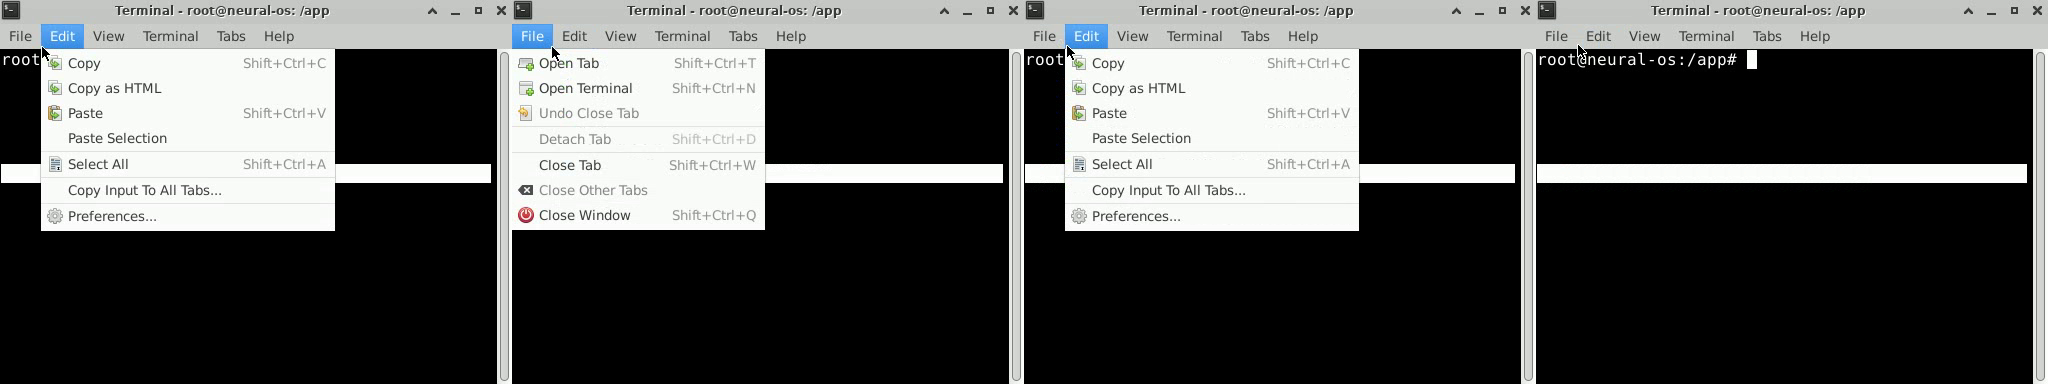 Terminal - root@neural-os: /app
File Edit View Terminal Tabs Help
root
Copy Shift+Ctrl+C
Copy as HTML
Paste Shift+Ctrl+V
Paste Selection
Select All Shift+Ctrl+A
Copy Input To All Tabs...
Preferences...
Terminal - root@neural-os: /app
File Edit View Terminal Tabs Help
Open Tab Shift+Ctrl+T
Open Terminal Shift+Ctrl+N
Undo Close Tab
Detach Tab Shift+Ctrl+D
Close Tab Shift+Ctrl+W
Close Other Tabs
Close Window Shift+Ctrl+Q
Terminal - root@neural-os: /app
File Edit View Terminal Tabs Help
root
Copy Shift+Ctrl+C
Copy as HTML
Paste Shift+Ctrl+V
Paste Selection
Select All Shift+Ctrl+A
Copy Input To All Tabs...
Preferences...
Terminal - root@neural-os: /app
File Edit View Terminal Tabs Help
root@neural-os:/app#